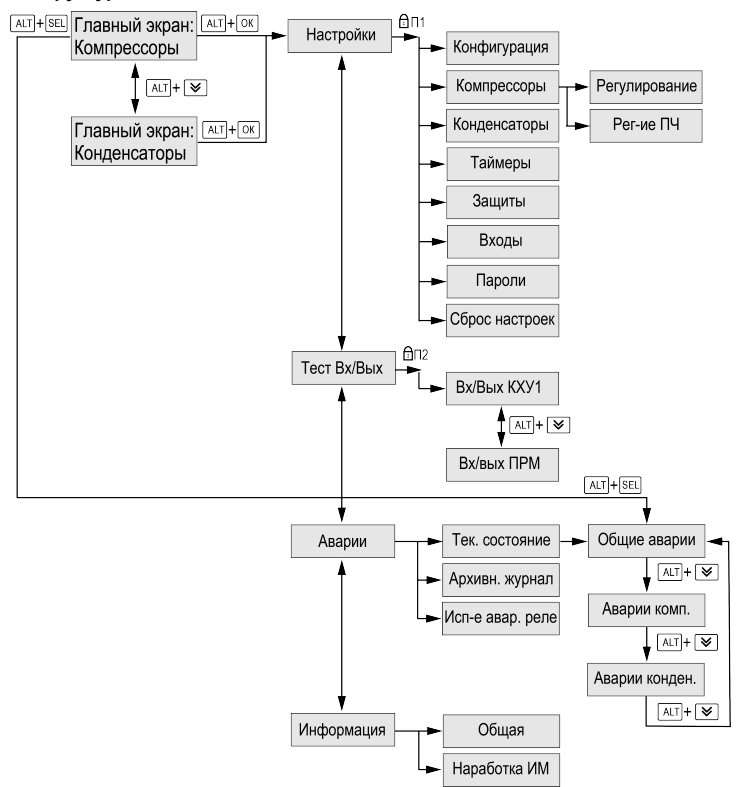 ALT+SEL
Главный экран:
Компрессоры
ALT+OK
Настройки
П1
Конфигурация
ALT+
Компрессоры
Регулирование
Главный экран:
Конденсаторы
ALT+OK
Конденсаторы
Рег-ие ПЧ
Таймеры
Защиты
Входы
Пароли
Сброс настроек
Тест Вх/Вых
П2
Вх/Вых КХУ1
ALT+
Вх/вых ПРМ
ALT+SEL
Аварии
Тек. состояние
Общие аварии
ALT+
Архивн. журнал
Исп-е авар. реле
Аварии комп.
ALT+
Аварии конден.
ALT+
Информация
Общая
Наработка ИМ